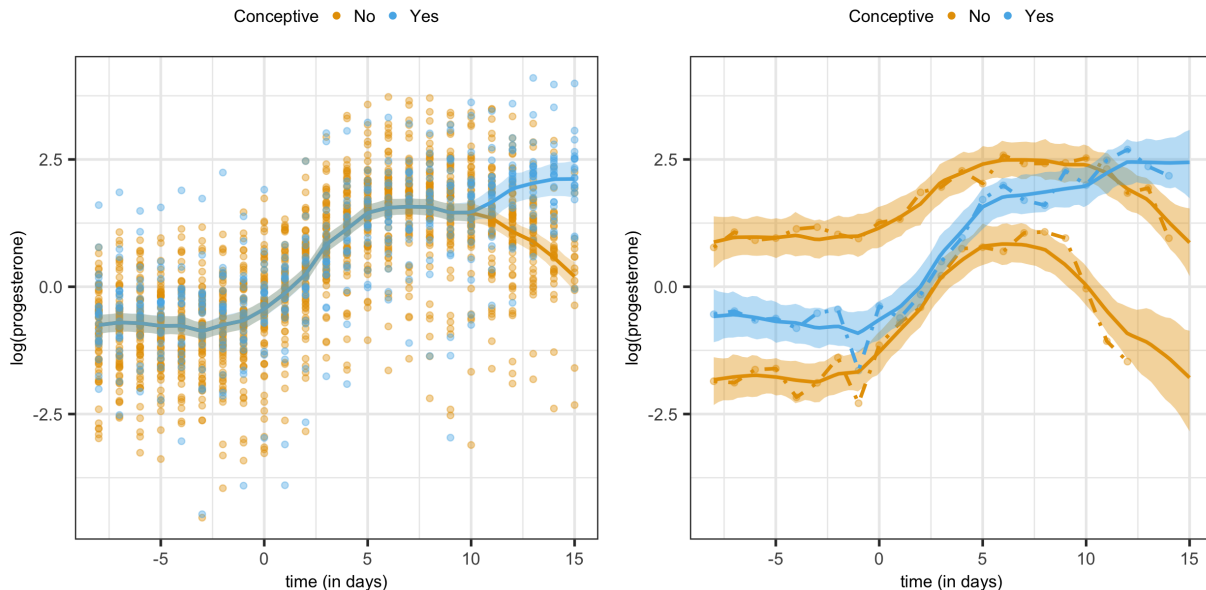 Conceptive No Yes
log(progesterone)
2.5
0.0
-2.5
-5 0 5 10 15
time (in days)
Conceptive No Yes
log(progesterone)
2.5
0.0
-2.5
-5 0 5 10 15
time (in days)